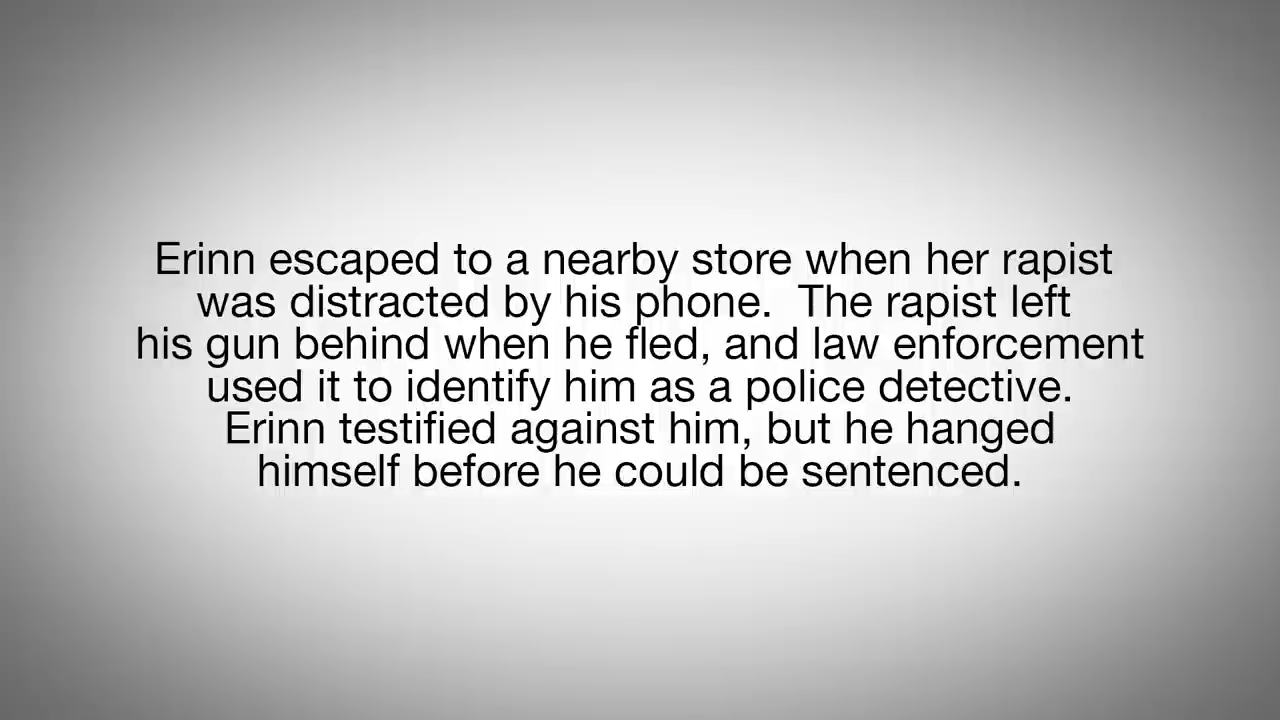 Erinn escaped to a nearby store when her rapist
was distracted by his phone.  The rapist left
his gun behind when he fled, and law enforcement
used it to identify him as a police detective.
Erinn testified against him, but he hanged
himself before he could be sentenced.